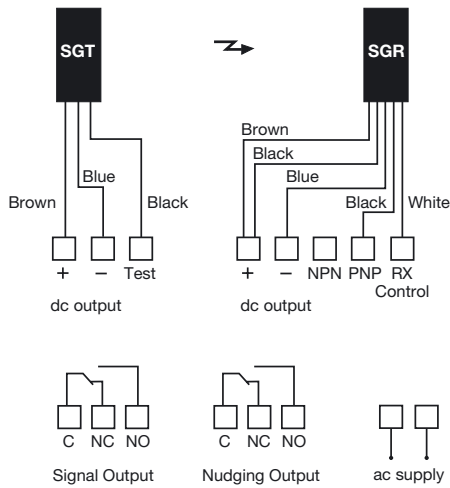 SGT
SGR
Brown
Black
Blue
Blue
Brown
Black
Black
White
+ − Test
+ − NPN PNP RX
Control
dc output
dc output
C NC NO
C NC NO
Signal Output
Nudging Output
ac supply